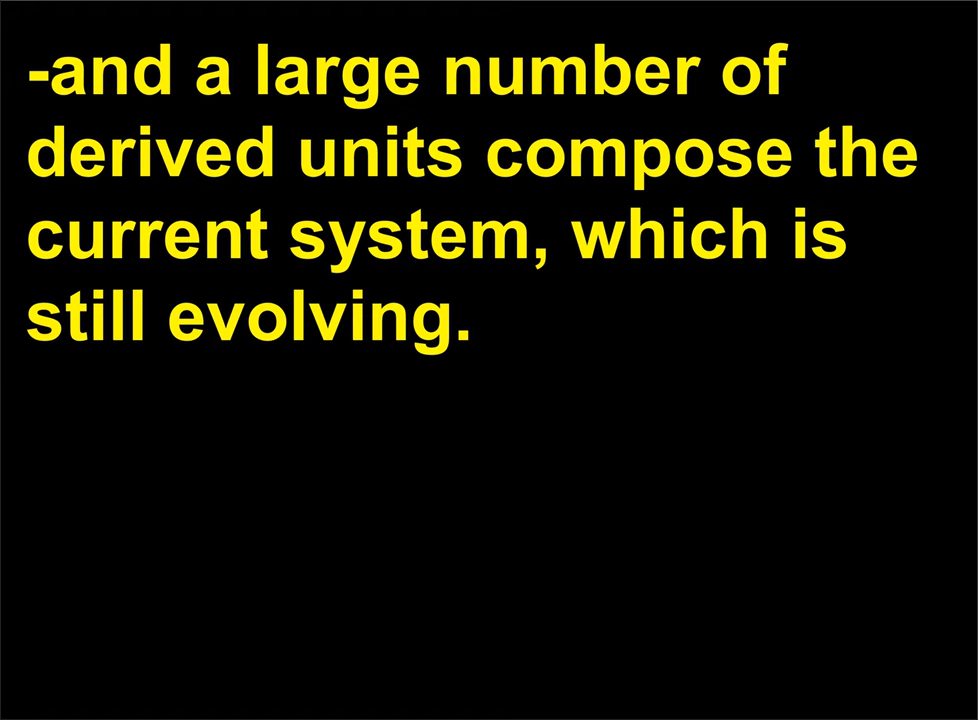 -and a large number of
derived units compose the
current system, which is
still evolving.